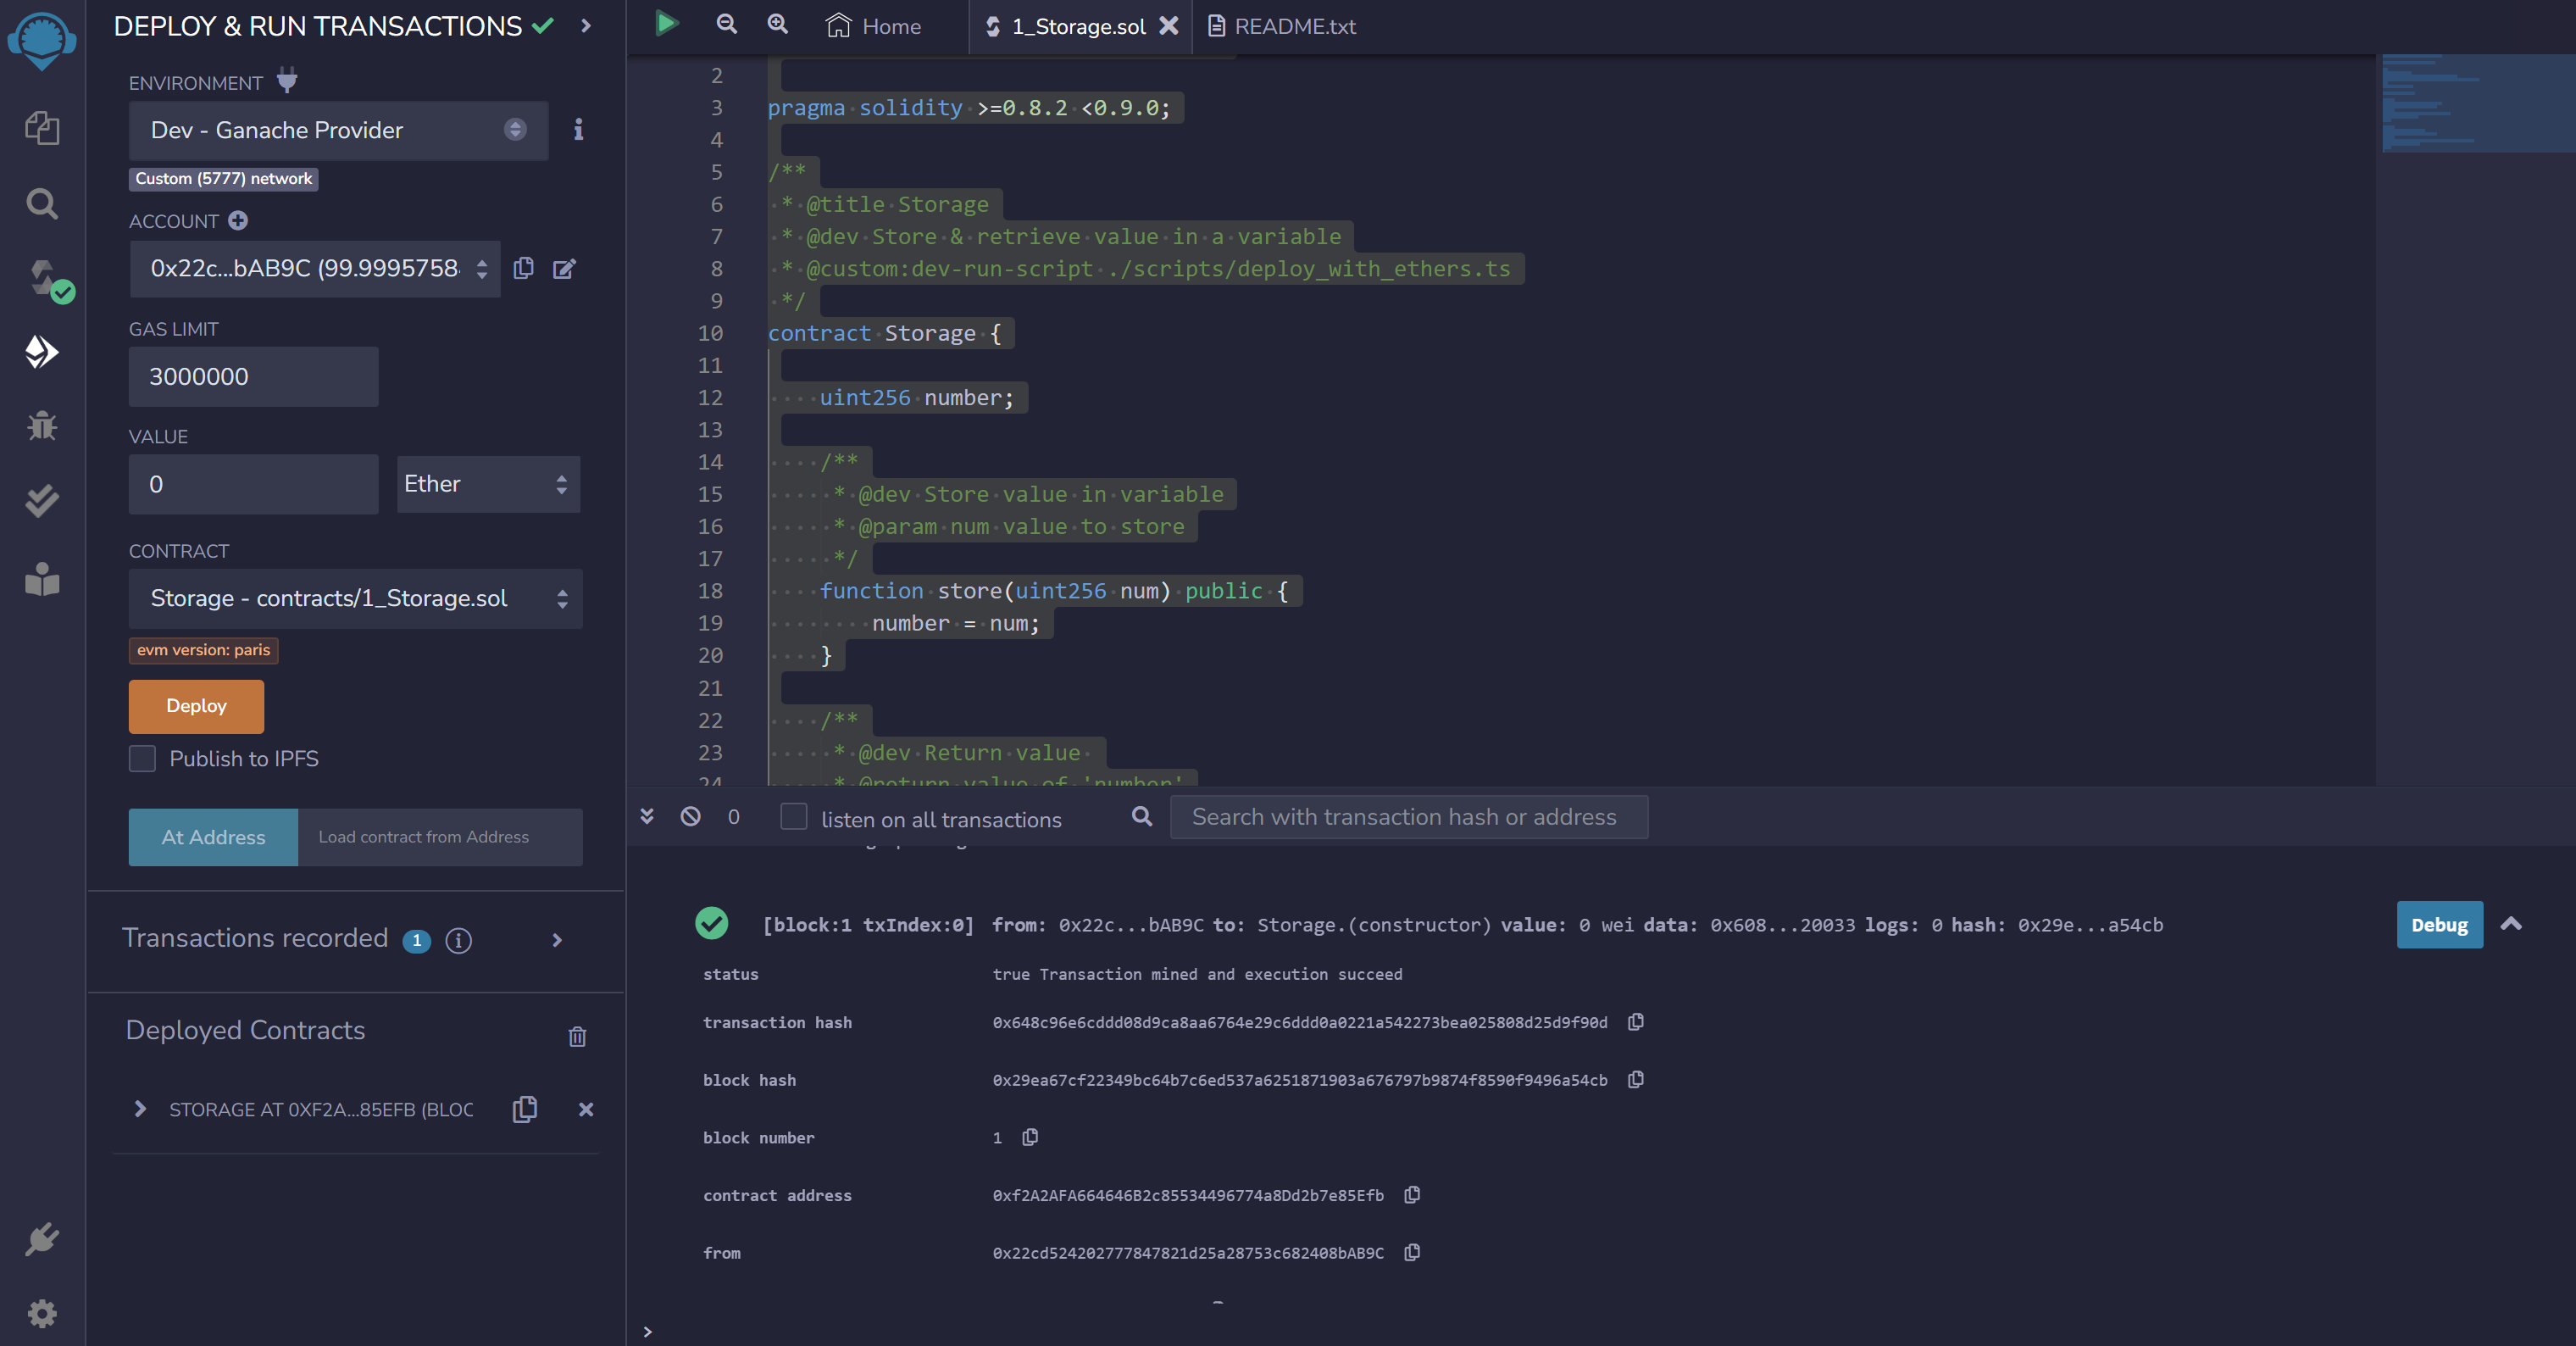 DEPLOY & RUN TRANSACTIONS
ENVIRONMENT
Dev - Ganache Provider
Custom (5777) network
ACCOUNT
0x22c...bAB9C (99.9995758
GAS LIMIT
3000000
VALUE
0
Ether
CONTRACT
Storage - contracts/1_Storage.sol
evm version: paris
Deploy
Publish to IPFS
At Address
Load contract from Address
Transactions recorded 1
Deployed Contracts
STORAGE AT 0XF2A...85EFB (BLOC
Home
1_Storage.sol
README.txt
2
3 pragma solidity >=0.8.2 <0.9.0;
4
5 /**
6 * @title Storage
7 * @dev Store & retrieve value in a variable
8 * @custom:dev-run-script ./scripts/deploy_with_ethers.ts
9 */
10 contract Storage {
11
12 uint256 number;
13
14 /**
15 * @dev Store value in variable
16 * @param num value to store
17 */
18 function store(uint256 num) public {
19 number = num;
20 }
21
22 /**
23 * @dev Return value
24 * @return value of 'number'
0
listen on all transactions
Search with transaction hash or address
[block:1 txIndex:0] from: 0x22c...bAB9C to: Storage.(constructor) value: 0 wei data: 0x608...20033 logs: 0 hash: 0x29e...a54cb
Debug
status true Transaction mined and execution succeed
transaction hash 0x648c96e6cddd08d9ca8aa6764e29c6ddd0a0221a542273bea025808d25d9f90d
block hash 0x29ea67cf22349bc64b7c6ed537a6251871903a676797b9874f8590f9496a54cb
block number 1
contract address 0xf2A2AFA664646B2c85534496774a8Dd2b7e85Efb
from 0x22cd524202777847821d25a28753c682408bAB9C
>